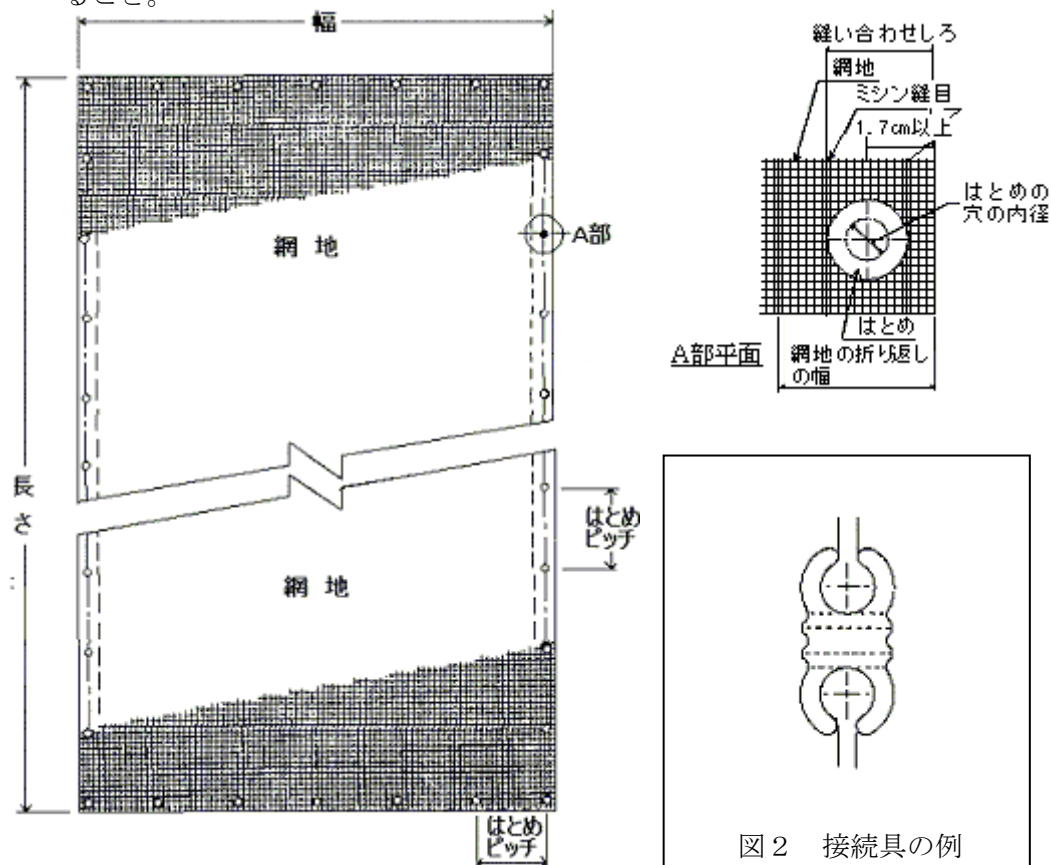 ること。
幅
網 地
A部
長
さ
はとめ
ピッチ
網 地
はとめ
ピッチ
縫い合わせしろ
網地
ミシン縫目
1.7cm以上
はとめの
穴の内径
はとめ
A部平面
網地の折り返し
の幅
図2 接続具の例